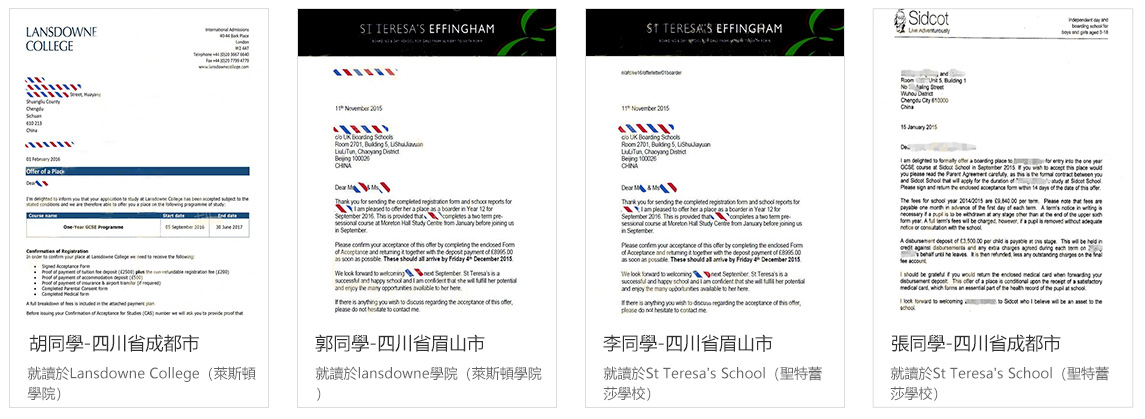 LANSDOWNE
COLLEGE
International Admissions
40-44 Bark Place
London
W2 4AT
Telephone +44 (0)20 3667 6640
Fax +44 (0)20 7799 4779
www.lansdownecollege.com
Street, Huayang
Shuangliu County
Chengdu
Sichuan
610 213
China
01 February 2016
Offer of a Place
Dear
I'm delighted to inform you that your application to study at Lansdowne College has been accepted subject to the
stated conditions and we are therefore able to offer you a place on the following programme of study:
Course name Start date End date
One-Year GCSE Programme 05 September 2016 30 June 2017
Confirmation of Registration
In order to confirm your place at Lansdowne College we need to receive the following:
• Signed Acceptance Form
• Proof of payment of tuition fee deposit (£2500) plus the non-refundable registration fee (£200)
• Proof of payment of accommodation deposit (£500)
• Proof of payment of insurance & airport transfer (if required)
• Completed Parental Consent form
• Completed Medical form
A full breakdown of fees is included in the attached payment plan
Before issuing your Confirmation of Acceptance for Studies (CAS) number we will ask you to provide proof that
胡同學-四川省成都市
就讀於Lansdowne College（萊斯頓
學院）
ST TERESA'S EFFINGHAM
11th November 2015
c/o UK Boarding Schools
Room 2701, Building 5, LiShuiJiayuan
LiuLiTun, Chaoyang District
Beijing 100026
CHINA
Dear M & Ms
Thank you for sending the completed registration form and school reports for
I am pleased to offer her a place as a boarder in Year 12 for
September 2016. This is provided that completes a two term pre-
sessional course at Moreton Hall Study Centre from January before joining us
in September.
Please confirm your acceptance of this offer by completing the enclosed Form
of Acceptance and returning it together with the deposit payment of £8995.00
as soon as possible. These should all arrive by Friday 4th December 2015.
We look forward to welcoming next September. St Teresa's is a
successful and happy school and I am confident that she will fulfil her potential
and enjoy the many opportunities available to her here.
If there is anything you wish to discuss regarding the acceptance of this offer,
please do not hesitate to contact me.
郭同學-四川省眉山市
就讀於lansdowne學院（萊斯頓學院
）
ST TERESA'S EFFINGHAM
11th November 2015
c/o UK Boarding Schools
Room 2701, Building 5, LiShuiJiayuan
LiuLiTun, Chaoyang District
Beijing 100026
CHINA
Dear M & Ms
Thank you for sending the completed registration form and school reports for
I am pleased to offer her a place as a boarder in Year 12 for
September 2016. This is provided that completes a two term pre-
sessional course at Moreton Hall Study Centre from January before joining us
in September.
Please confirm your acceptance of this offer by completing the enclosed Form
of Acceptance and returning it together with the deposit payment of £8995.00
as soon as possible. These should all arrive by Friday 4th December 2015.
We look forward to welcoming next September. St Teresa's is a
successful and happy school and I am confident that she will fulfil her potential
and enjoy the many opportunities available to her here.
If there is anything you wish to discuss regarding the acceptance of this offer,
please do not hesitate to contact me.
李同學-四川省眉山市
就讀於St Teresa's School（聖特蕾
莎學校）
Sidcot
Live Adventurously
Independent day and
boarding school for
boys and girls aged 3-18
and
Room Unit 5, Building 1
No Street
Wuhou District
Chengdu City 610000
China
15 January 2015
I am delighted to formally offer a boarding place to for entry into the one year
GCSE course at Sidcot School in September 2015. If you wish to accept this place would
you please read the Parent Agreement carefully, as this is the formal contract between you
and Sidcot School that will apply for the duration of study at Sidcot School.
Please sign and return the enclosed acceptance form within 14 days of the date of this offer.
The fees for school year 2014/2015 are £9,840.00 per term. Please note that fees are
payable one month in advance of the first day of each term. A term's notice in writing is
necessary if a pupil is to be withdrawn at any stage other than at the end of the upper sixth
form year. A full term's fees will be charged, however, if a pupil is removed without adequate
notice or consultation with the school.
A disbursement deposit of £3,500.00 per child is payable at this stage. This will be held in
credit against disbursements and any extra charges agreed during each term on
's behalf until he leaves. It is then refunded, less any outstanding charges on the final
fee account.
I should be grateful if you would return the enclosed medical card when forwarding your
disbursement deposit. This offer of a place is conditional upon the receipt of a satisfactory
medical card, which forms an essential part of the health record of the pupil at school.
I look forward to welcoming to Sidcot who I believe will be an asset to the
school.
張同學-四川省成都市
就讀於St Teresa's School（聖特蕾
莎學校）